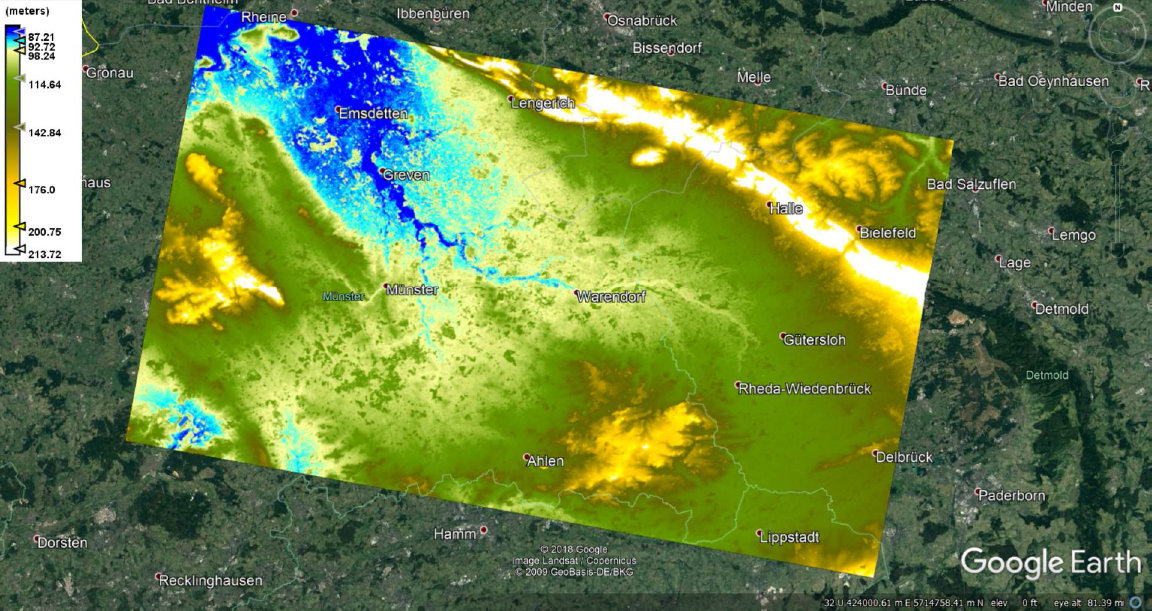 (meters)
87.21
92.72
98.24
114.64
142.84
176.0
200.75
213.72
Rheine
Ibbenbüren
Osnabrück
Minden
Bissendorf
Gronau
Melle
Bünde
Bad Oeynhausen
Lengerich
Emsdetten
Greven
Bad Salzuflen
Halle
Bielefeld
Lemgo
Lage
Münster
Münster
Warendorf
Detmold
Gütersloh
Detmold
Rheda-Wiedenbrück
Ahlen
Delbrück
Paderborn
Hamm
Lippstadt
Dorsten
Recklinghausen
© 2018 Google
Image Landsat / Copernicus
© 2009 GeoBasis-DE/BKG
Google Earth
32 U 424000.61 m E 5714758.41 m N elev 0 ft eye alt 81.39 mi